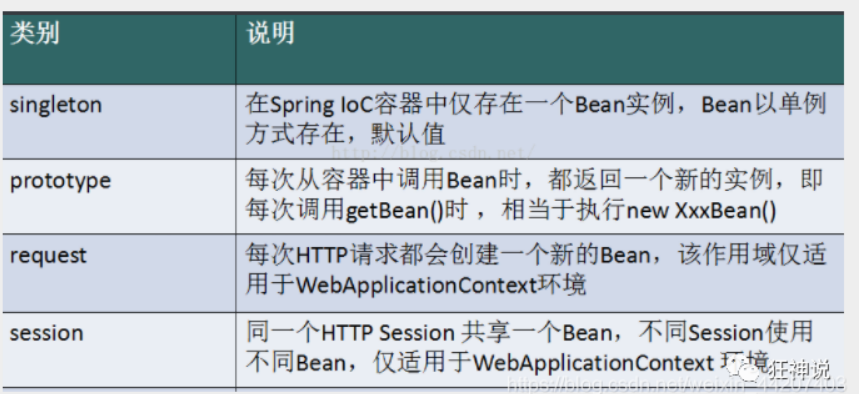 类别 说明
singleton 在Spring IoC容器中仅存在一个Bean实例，Bean以单例
方式存在，默认值
http://blog.csdn.net/
prototype 每次从容器中调用Bean时，都返回一个新的实例，即
每次调用getBean()时 ，相当于执行new XxxBean()
request 每次HTTP请求都会创建一个新的Bean，该作用域仅适
用于WebApplicationContext环境
session 同一个HTTP Session 共享一个Bean，不同Session使用
不同Bean，仅适用于WebApplicationContext 环境
狂神说